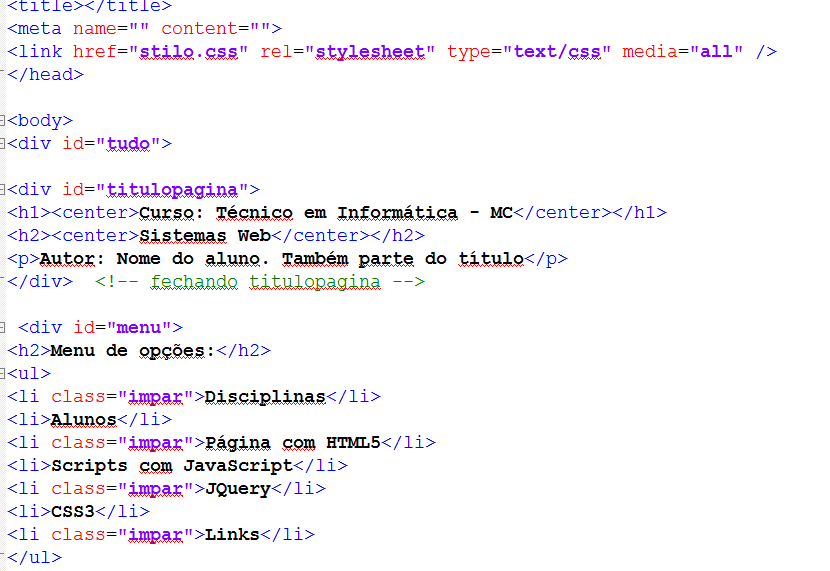 <title></title>
<meta name="" content="">
<link href="stilo.css" rel="stylesheet" type="text/css" media="all" />
</head>
<body>
<div id="tudo">
<div id="titulopagina">
<h1><center>Curso: Técnico em Informática - MC</center></h1>
<h2><center>Sistemas Web</center></h2>
<p>Autor: Nome do aluno. Também parte do título</p>
</div>  <!-- fechando titulopagina -->
<div id="menu">
<h2>Menu de opções:</h2>
<ul>
<li class="impar">Disciplinas</li>
<li>Alunos</li>
<li class="impar">Página com HTML5</li>
<li>Scripts com JavaScript</li>
<li class="impar">JQuery</li>
<li>CSS3</li>
<li class="impar">Links</li>
</ul>